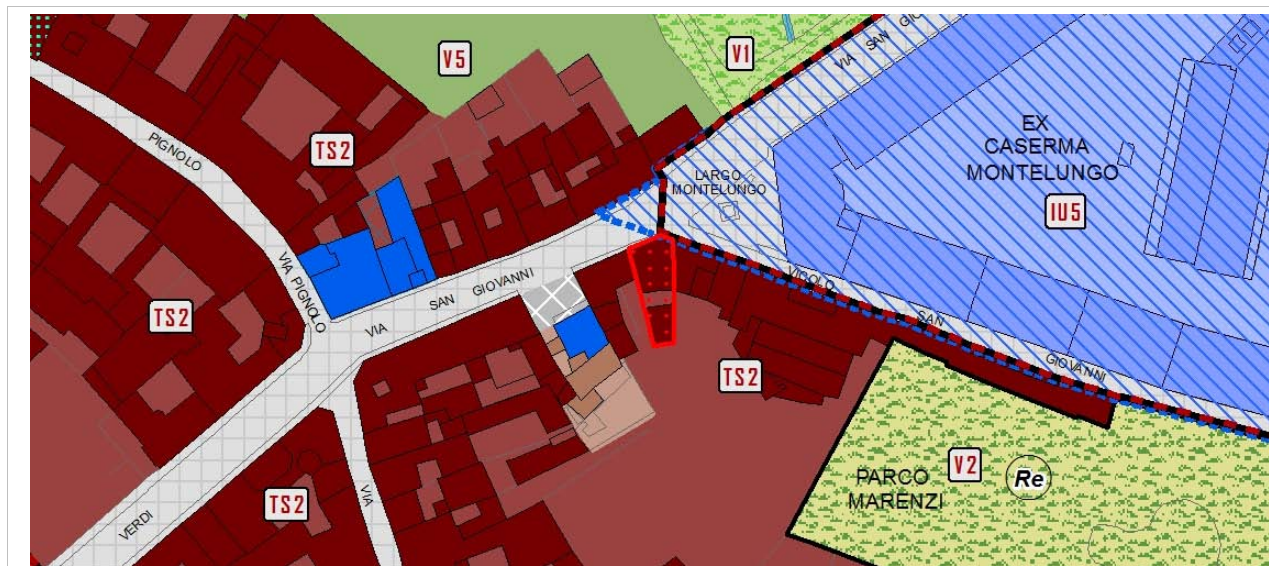 V5
V1
VIA SAN GIO
EX
CASERMA
MONTELUNGO
IU5
PIGNOLO
TS2
LARGO
MONTELUNGO
VIA PIGNOLO
VIA SAN GIOVANNI
VICOLO SAN GIOVANNI
TS2
TS2
PARCO
MARENZI
V2
Re
TS2
VIA
VERDI